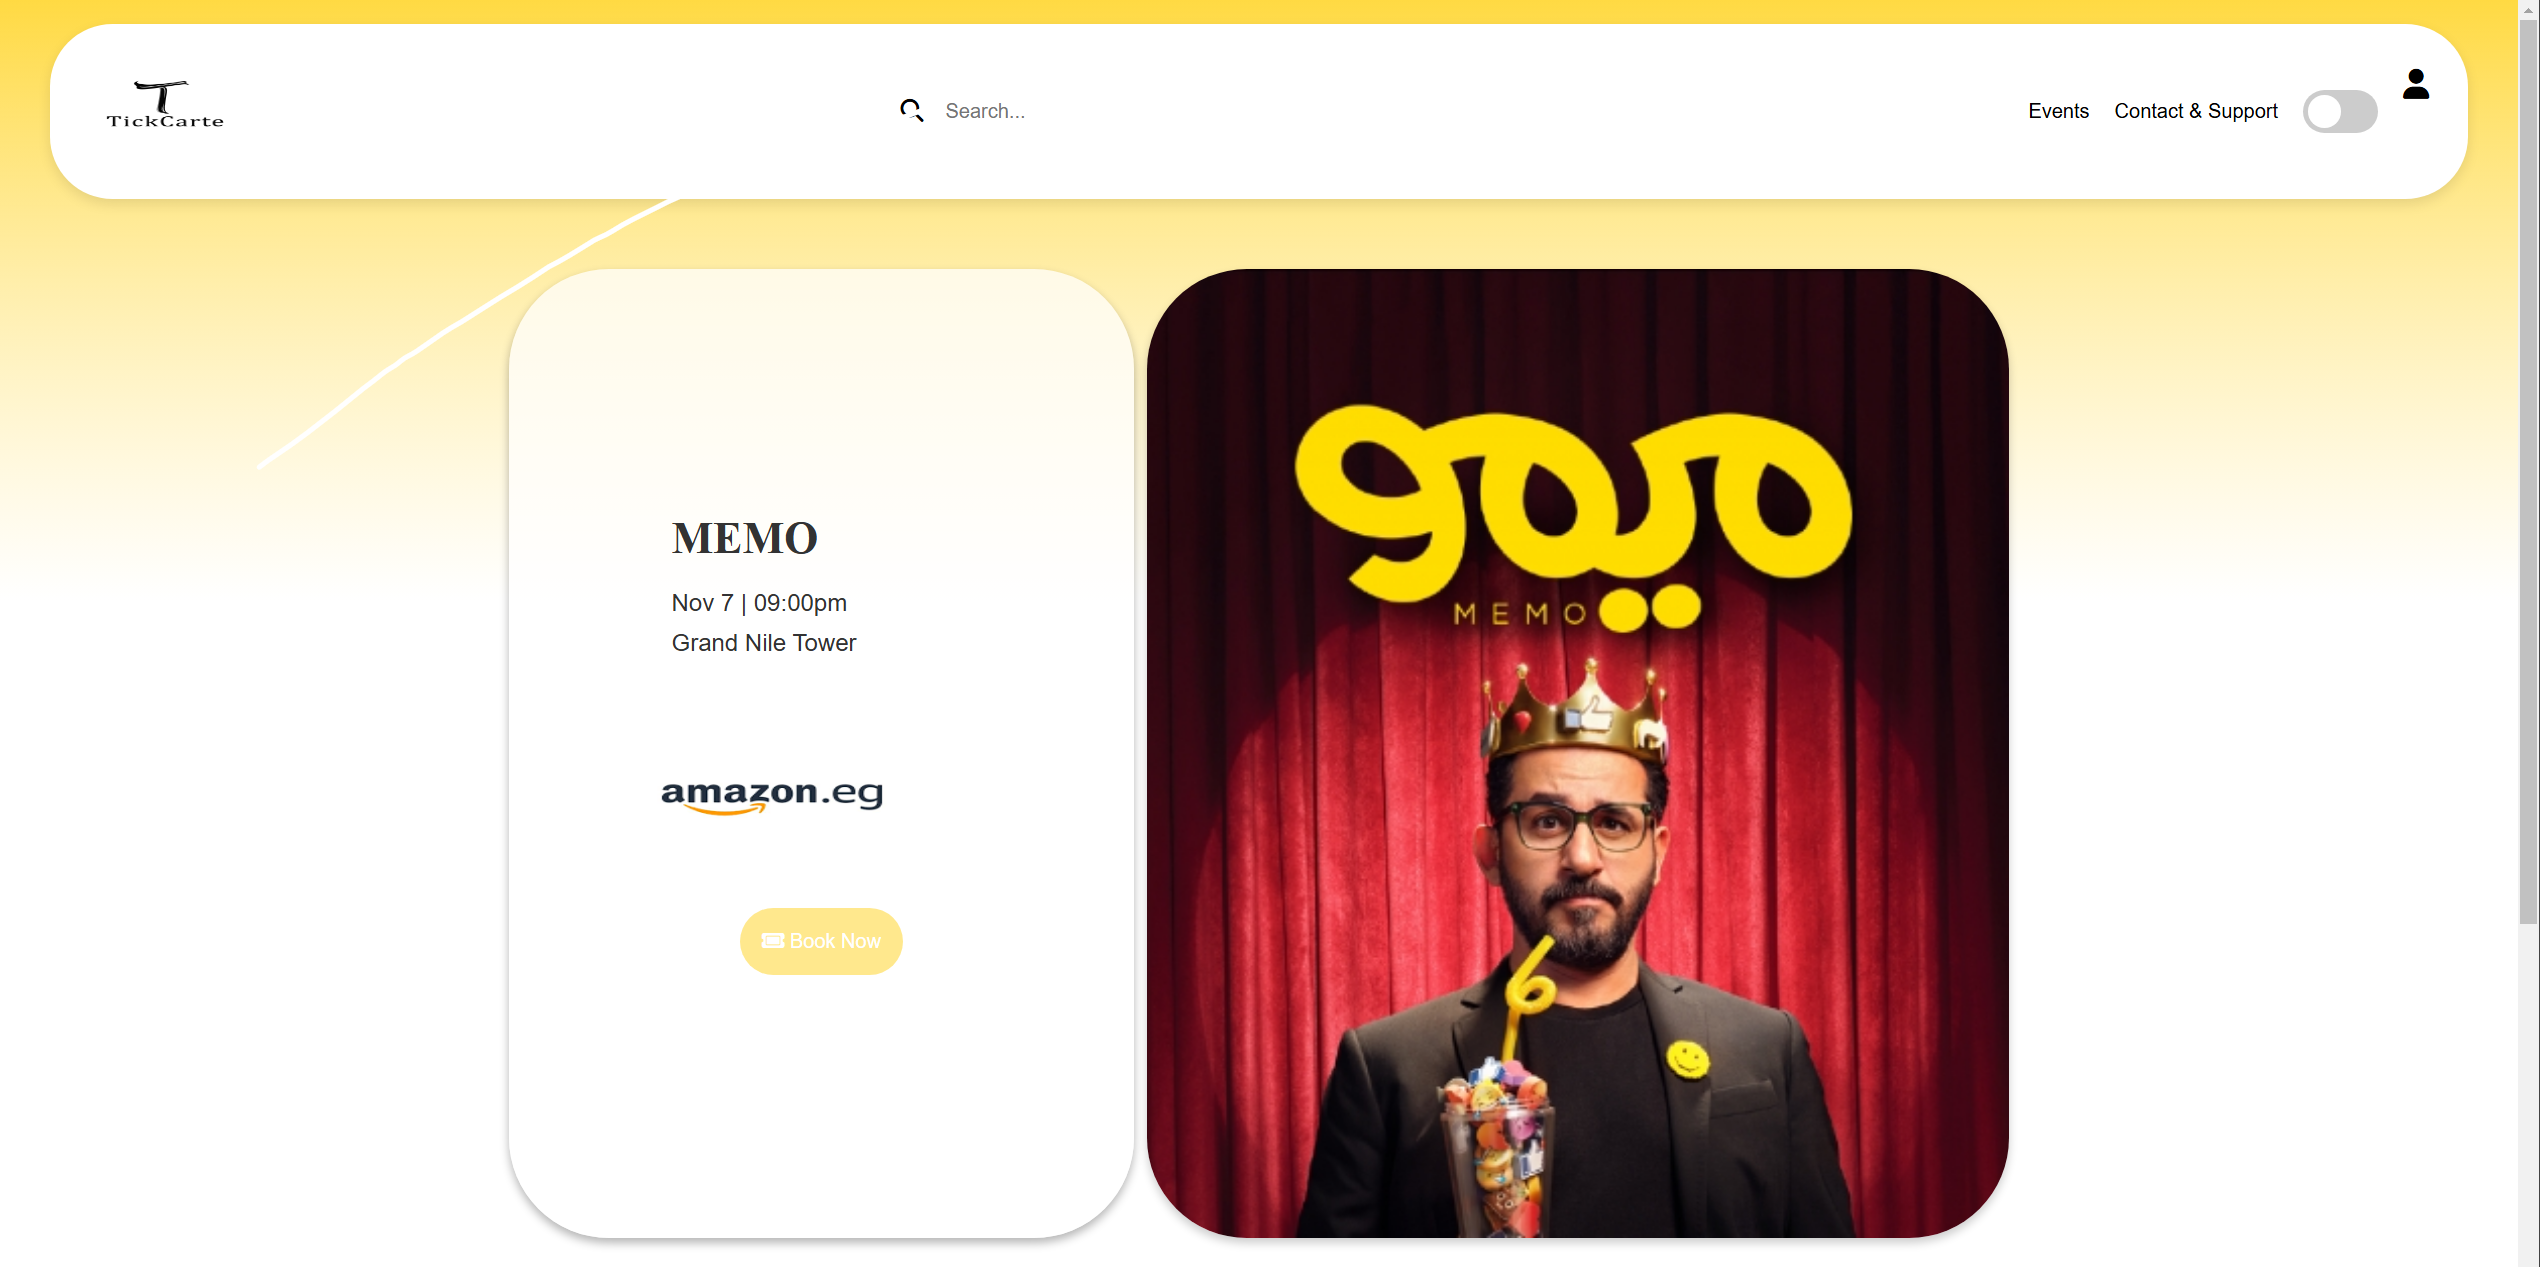 TickCarte
Search...
Events
Contact & Support
MEMO
Nov 7 | 09:00pm
Grand Nile Tower
amazon.eg
Book Now
ميمو
MEMO